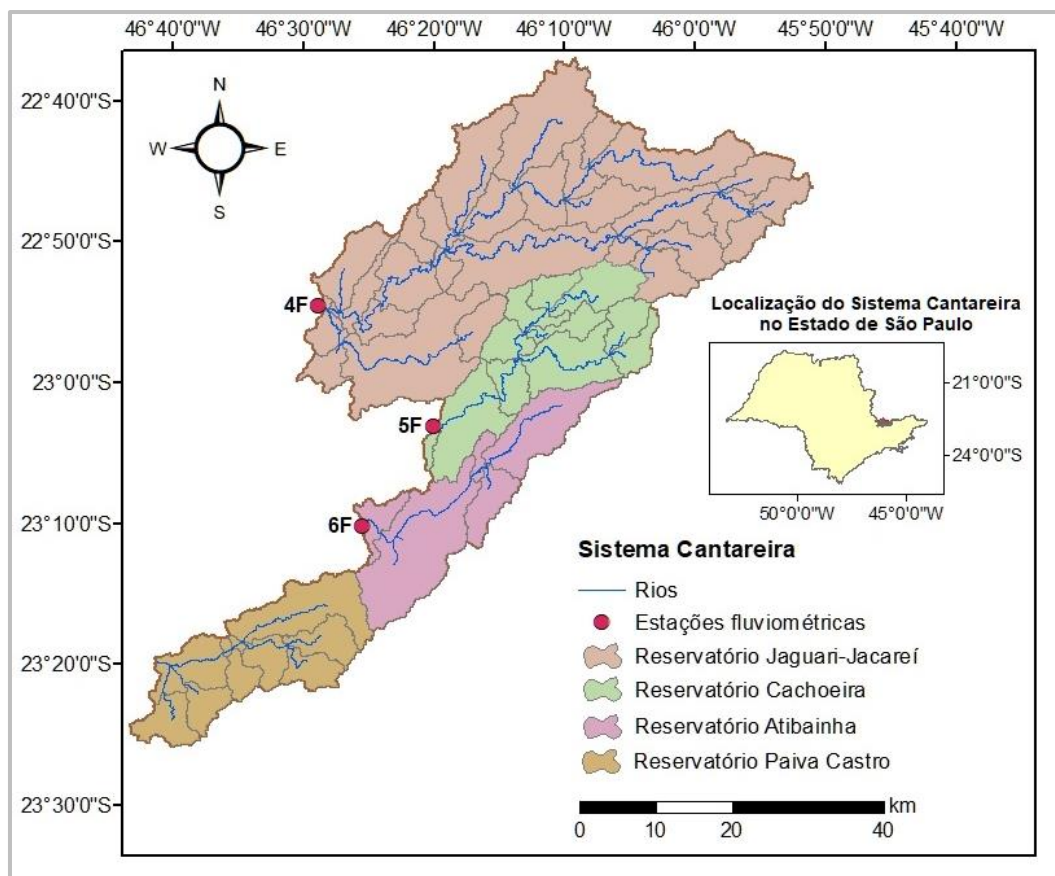 46°40'0"W 46°30'0"W 46°20'0"W 46°10'0"W 46°0'0"W 45°50'0"W 45°40'0"W
22°40'0"S
N
W E
S
22°50'0"S
4F
Localização do Sistema Cantareira
no Estado de São Paulo
23°0'0"S
21°0'0"S
5F
24°0'0"S
50°0'0"W 45°0'0"W
23°10'0"S
6F
Sistema Cantareira
Rios
Estações fluviométricas
23°20'0"S
Reservatório Jaguari-Jacareí
Reservatório Cachoeira
Reservatório Atibainha
Reservatório Paiva Castro
23°30'0"S
km
0 10 20 40